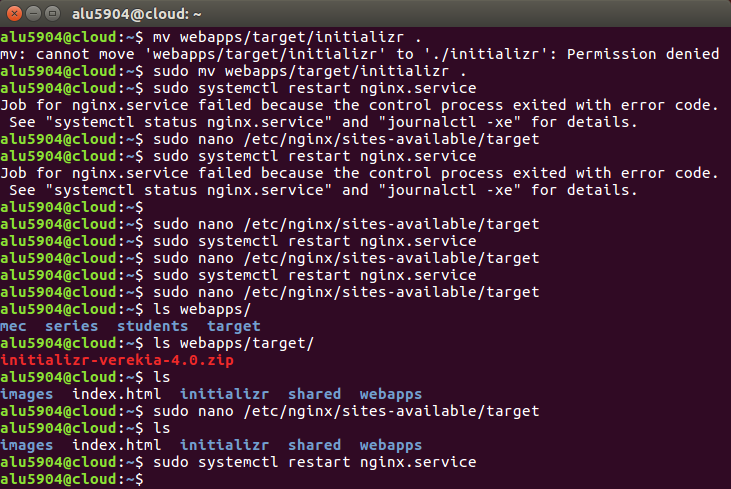 alu5904@cloud: ~
alu5904@cloud:~$ mv webapps/target/initializr .
mv: cannot move 'webapps/target/initializr' to './initializr': Permission denied
alu5904@cloud:~$ sudo mv webapps/target/initializr .
alu5904@cloud:~$ sudo systemctl restart nginx.service
Job for nginx.service failed because the control process exited with error code.
 See "systemctl status nginx.service" and "journalctl -xe" for details.
alu5904@cloud:~$ sudo nano /etc/nginx/sites-available/target
alu5904@cloud:~$ sudo systemctl restart nginx.service
Job for nginx.service failed because the control process exited with error code.
 See "systemctl status nginx.service" and "journalctl -xe" for details.
alu5904@cloud:~$
alu5904@cloud:~$ sudo nano /etc/nginx/sites-available/target
alu5904@cloud:~$ sudo systemctl restart nginx.service
alu5904@cloud:~$ sudo nano /etc/nginx/sites-available/target
alu5904@cloud:~$ sudo systemctl restart nginx.service
alu5904@cloud:~$ sudo nano /etc/nginx/sites-available/target
alu5904@cloud:~$ ls webapps/
mec  series  students  target
alu5904@cloud:~$ ls webapps/target/
initializr-verekia-4.0.zip
alu5904@cloud:~$ ls
images  index.html  initializr  shared  webapps
alu5904@cloud:~$ sudo nano /etc/nginx/sites-available/target
alu5904@cloud:~$ ls
images  index.html  initializr  shared  webapps
alu5904@cloud:~$ sudo systemctl restart nginx.service
alu5904@cloud:~$